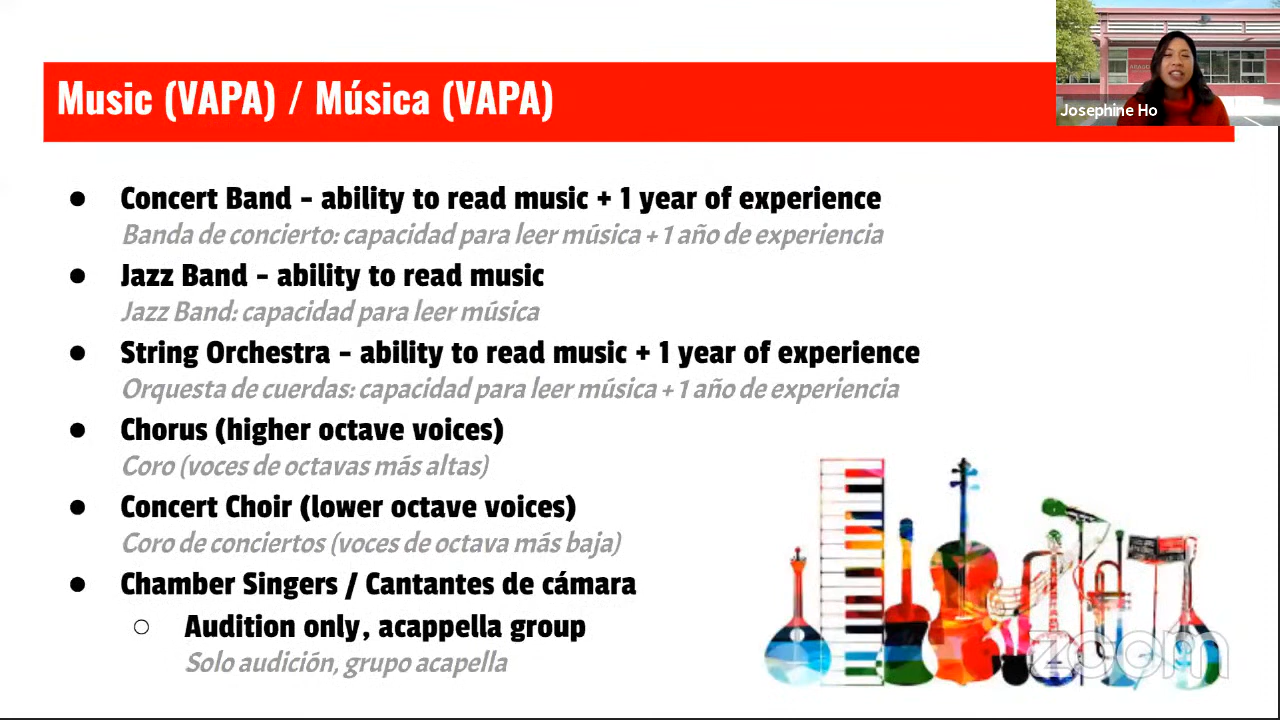 Music (VAPA) / Música (VAPA)
Josephine Ho
● Concert Band - ability to read music + 1 year of experience
Banda de concierto: capacidad para leer música + 1 año de experiencia
● Jazz Band - ability to read music
Jazz Band: capacidad para leer música
● String Orchestra - ability to read music + 1 year of experience
Orquesta de cuerdas: capacidad para leer música + 1 año de experiencia
● Chorus (higher octave voices)
Coro (voces de octavas más altas)
● Concert Choir (lower octave voices)
Coro de conciertos (voces de octava más baja)
● Chamber Singers / Cantantes de cámara
○ Audition only, acappella group
Solo audición, grupo acapella
zoom